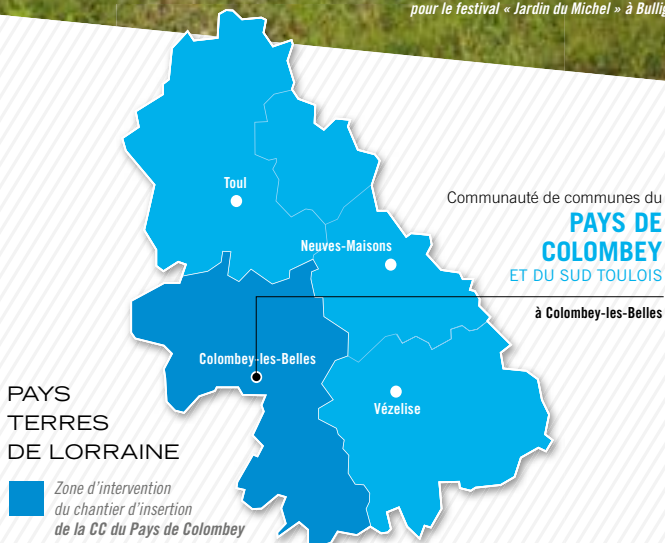 pour le festival « Jardin du Michel » à
Toul
Communauté de communes du
PAYS DE
COLOMBEY
ET DU SUD TOULOIS
Neuves-Maisons
à Colombey-les-Belles
Colombey-les-Belles
Vézelise
PAYS
TERRES
DE LORRAINE
Zone d'intervention
du chantier d'insertion
de la CC du Pays de Colombey